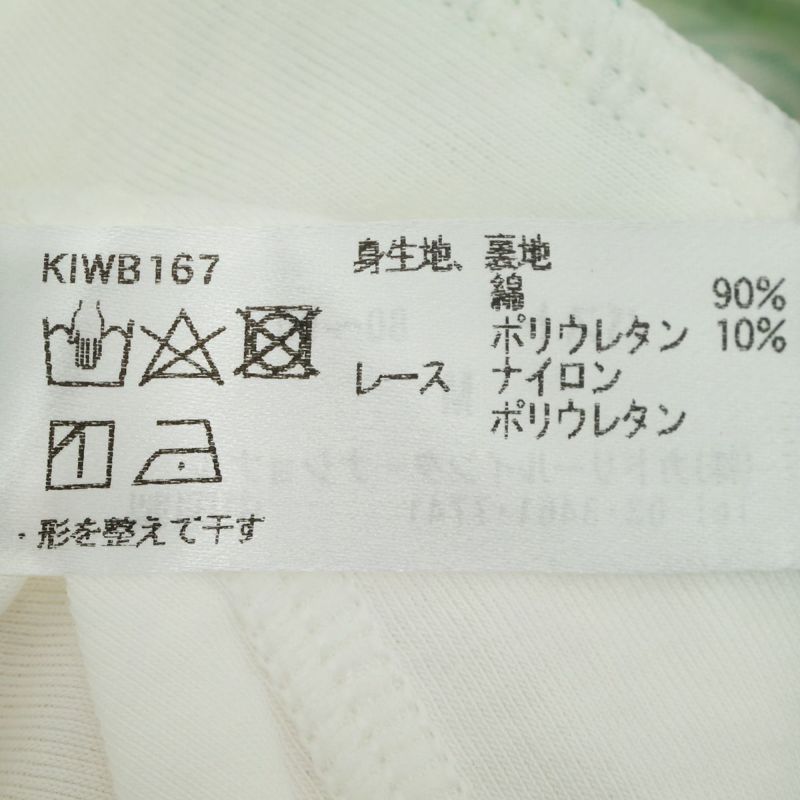 KIWB167
・形を整えて干す
身生地、裏地
綿 90%
ポリウレタン 10%
レース ナイロン
ポリウレタン